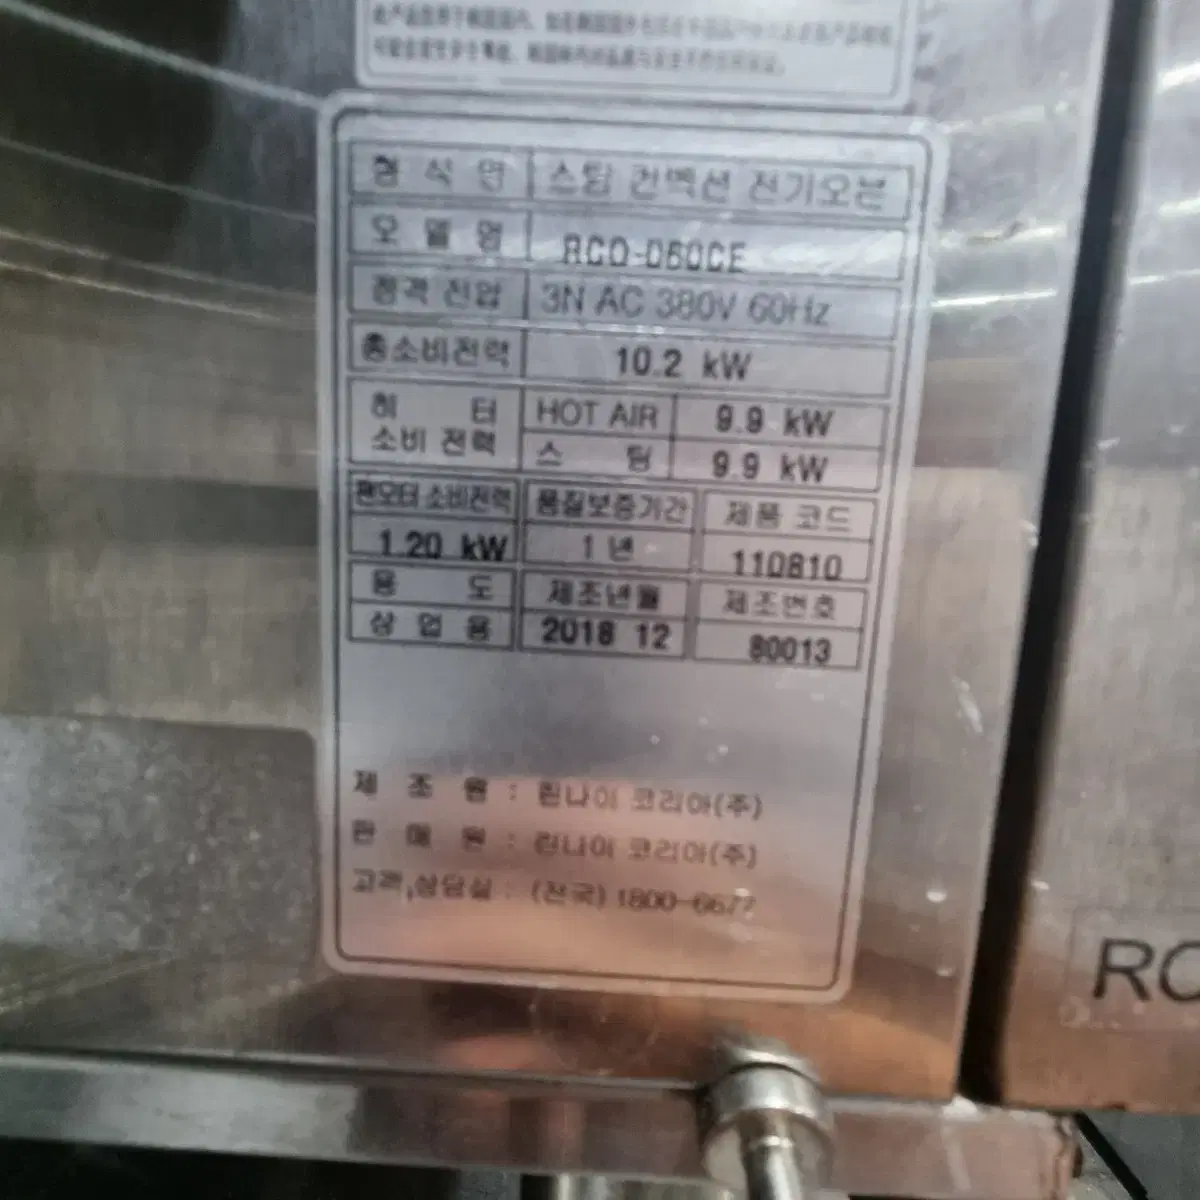 형 식 명 스팀 컨벡션 전기오븐
모 델 명 RCO-050CE
정격 전압 3N AC 380V 60Hz
총소비전력 10.2 kW
히 터 HOT AIR 9.9 kW
소비 전력 스 팀 9.9 kW
팬모터 소비전력 품질보증기간 제품 코드
1.20 kW 1 년 110810
용 도 제조년월 제조번호
상 업 용 2018 12 80013
제 조 원 : 린나이 코리아(주)
판 매 원 : 린나이 코리아(주)
고객,상담실 : (전국) 1800-6677
RC